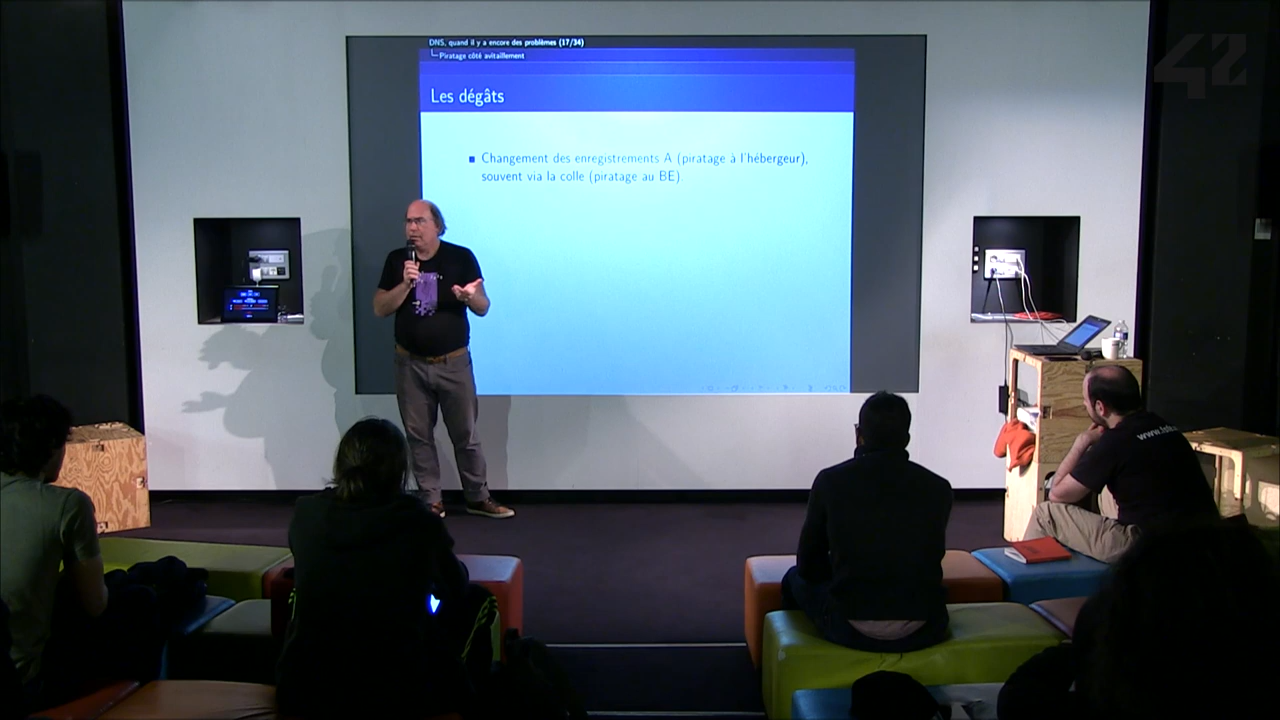 DNS, quand il y a encore des problèmes (17/34)
Piratage côté avitaillement
Les dégâts
Changement des enregistrements A (piratage à l'hébergeur),
souvent via la colle (piratage au BE).
42